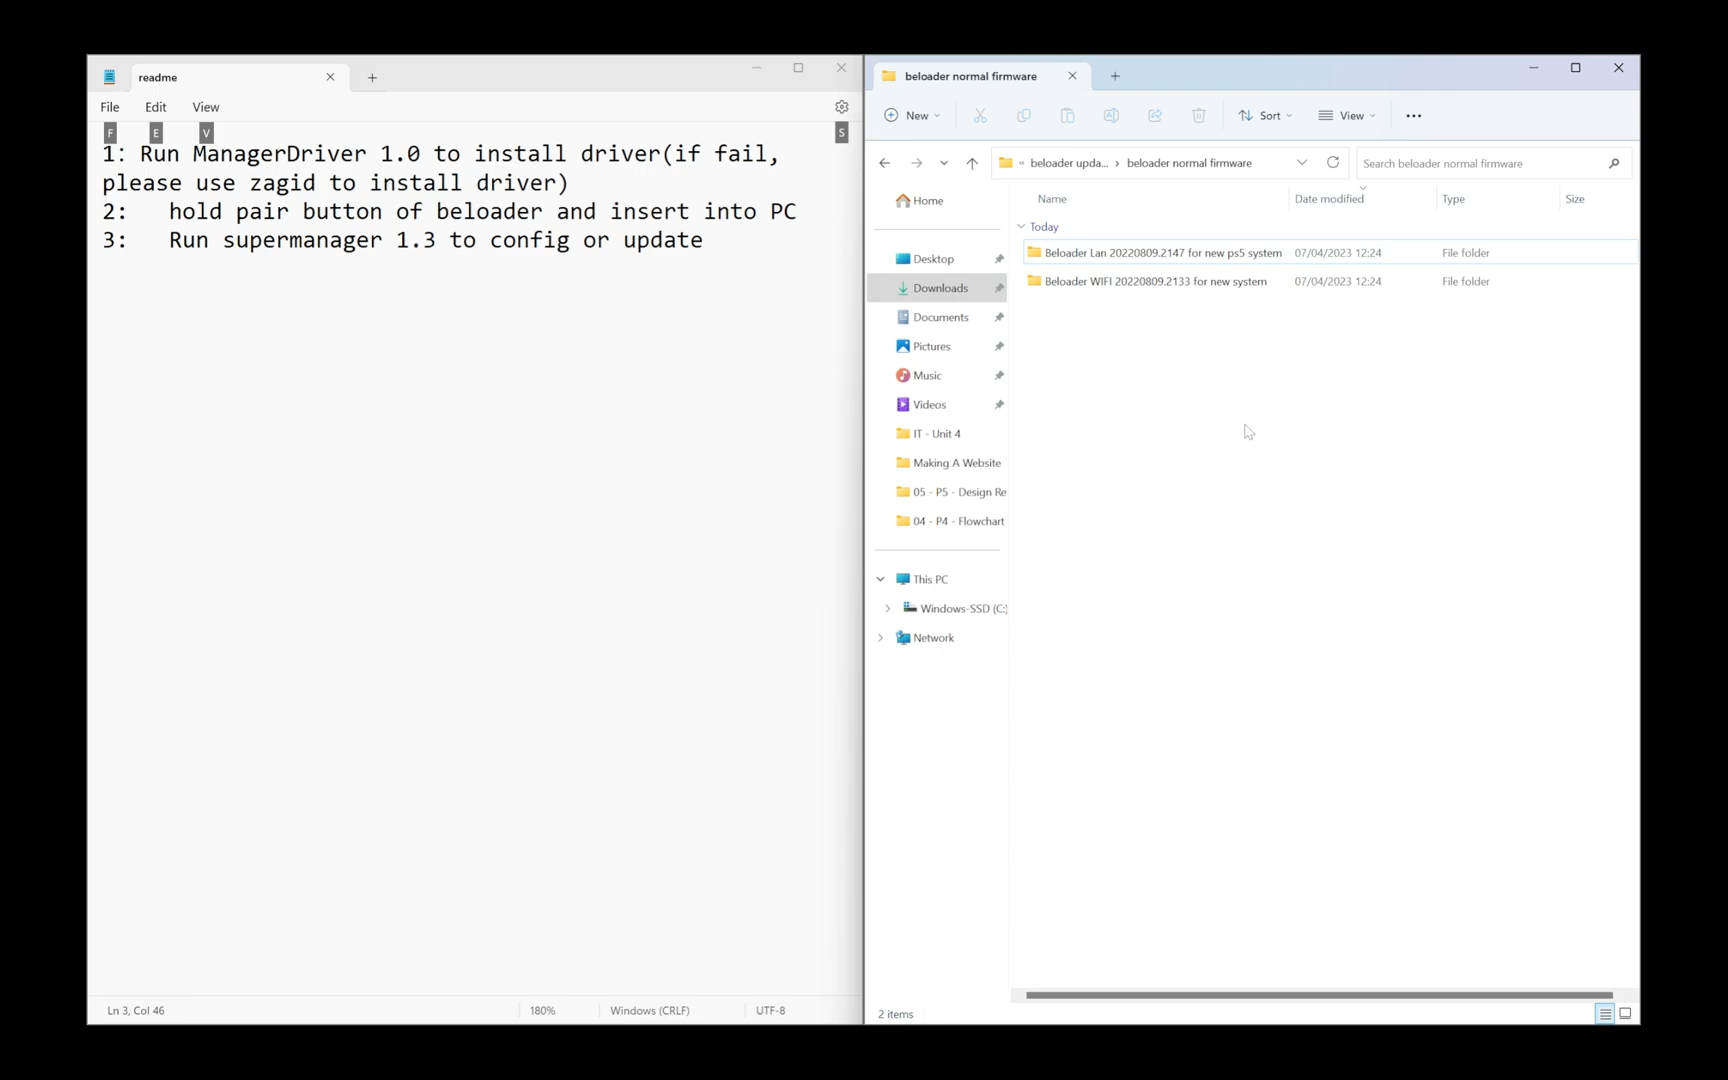 readme
File Edit View
F E V S
1: Run ManagerDriver 1.0 to install driver(if fail,
please use zagid to install driver)
2:   hold pair button of beloader and insert into PC
3:   Run supermanager 1.3 to config or update
Ln 3, Col 46 180% Windows (CRLF) UTF-8
beloader normal firmware
New Sort View
« beloader upda... › beloader normal firmware Search beloader normal firmware
Home
Desktop
Downloads
Documents
Pictures
Music
Videos
IT - Unit 4
Making A Website
05 - P5 - Design Re
04 - P4 - Flowchart
This PC
Windows-SSD (C:)
Network
Name Date modified Type Size
Today
Beloader Lan 20220809.2147 for new ps5 system 07/04/2023 12:24 File folder
Beloader WIFI 20220809.2133 for new system 07/04/2023 12:24 File folder
2 items